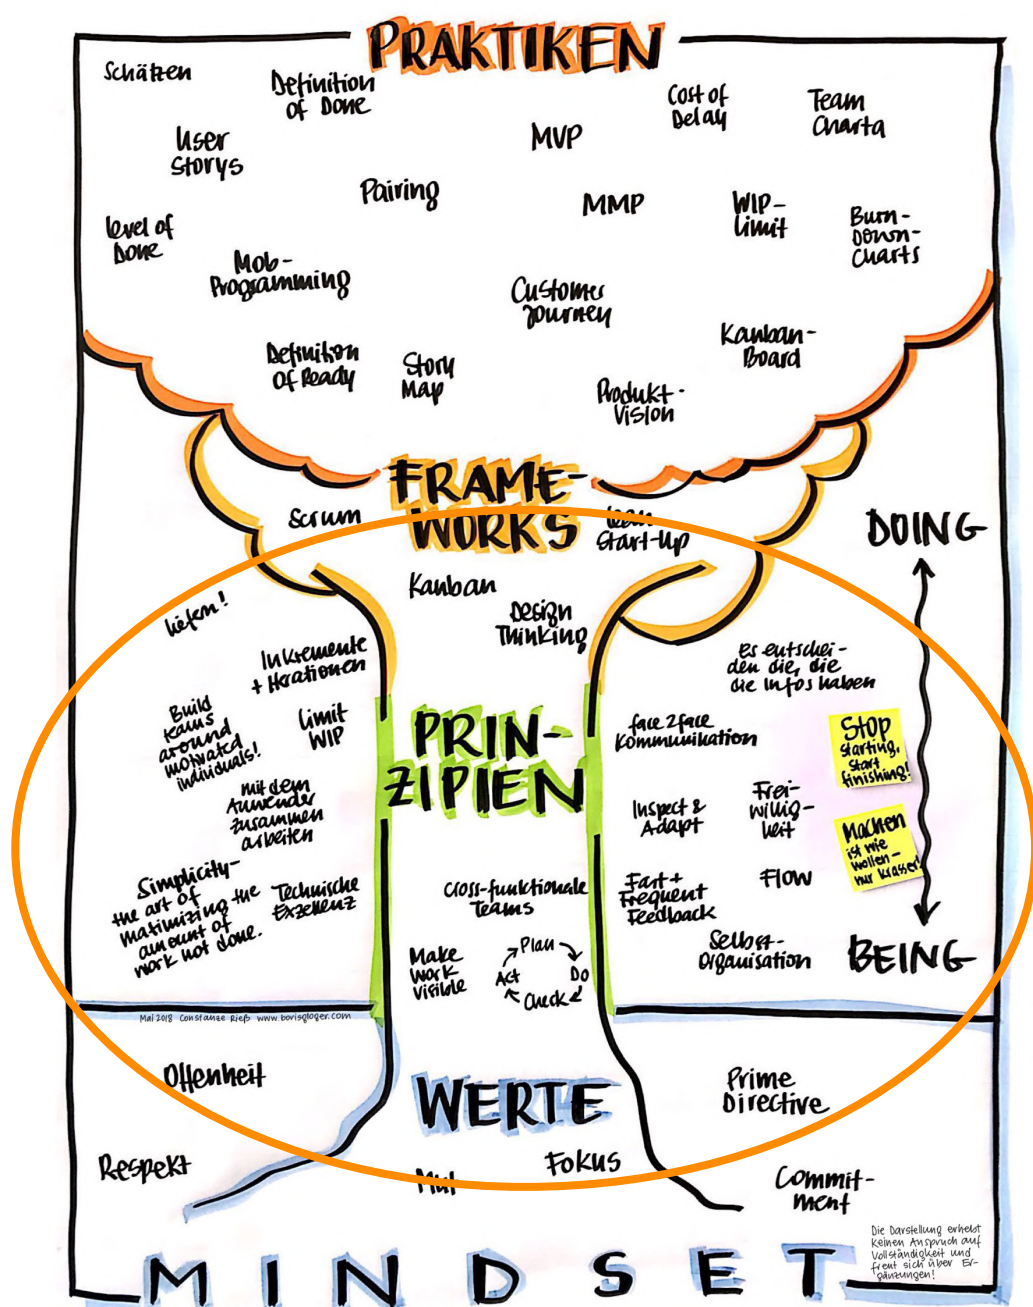 PRAKTIKEN
Schätzen
Definition
of Done
Cost of
Delay
Team
Charta
User
Storys
MVP
Pairing
MMP
WIP-
Limit
Burn-
Down-
Charts
Level of
Done
Mob-
Programming
Customer
Journey
Kanban-
Board
Definition
of Ready
Story
Map
Produkt-
Vision
FRAME-
WORKS
Scrum
Lean
Start-Up
Kanban
Design
Thinking
DOING
liefern!
Inkremente
+ Iterationen
Build
teams
around
motivated
individuals!
Limit
WIP
mit dem
Anwender
zusammen
arbeiten
Simplicity-
the art of
maximizing the
amount of
work not done.
Technische
Exzellenz
PRIN-
ZIPIEN
Cross-funktionale
Teams
Make
Work
Visible
Plan
Do
Check
Act
Es entschei-
den die, die
die Infos haben
face2face
Kommunikation
Inspect &
Adapt
Frei-
willig-
keit
Fast +
Frequent
Feedback
Flow
Selbst-
Organisation
Stop
starting,
start
finishing!
Machen
ist wie
wollen-
nur krasser!
BEING
Mai 2018 Constanze Rieß www.borisgloger.com
Offenheit
WERTE
Prime
Directive
Respekt
Mut
Fokus
Commit-
ment
Die Darstellung erhebt
keinen Anspruch auf
Vollständigkeit und
freut sich über Er-
gänzungen!
MINDSET